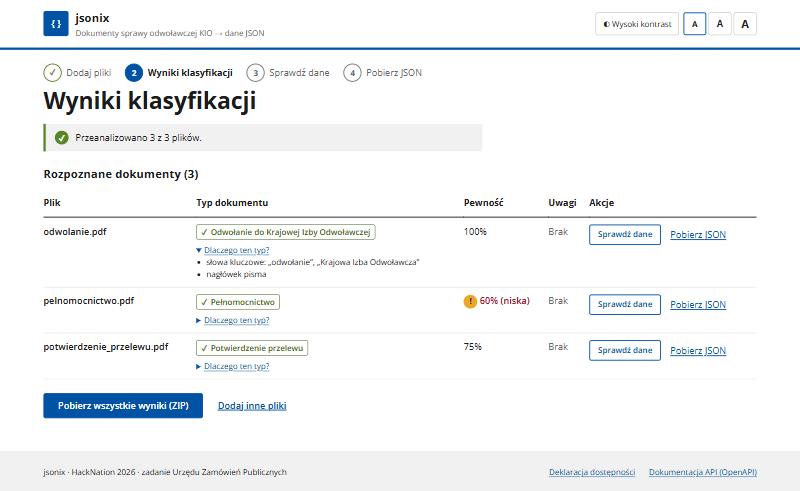 { } jsonix
Dokumenty sprawy odwoławczej KIO → dane JSON
Wysoki kontrast A A A
✓ Dodaj pliki 2 Wyniki klasyfikacji 3 Sprawdź dane 4 Pobierz JSON
Wyniki klasyfikacji
✓ Przeanalizowano 3 z 3 plików.
Rozpoznane dokumenty (3)
Plik Typ dokumentu Pewność Uwagi Akcje
odwolanie.pdf ✓ Odwołanie do Krajowej Izby Odwoławczej 100% Brak Sprawdź dane Pobierz JSON
▼ Dlaczego ten typ?
• słowa kluczowe: „odwołanie”, „Krajowa Izba Odwoławcza”
• nagłówek pisma
pelnomocnictwo.pdf ✓ Pełnomocnictwo ! 60% (niska) Brak Sprawdź dane Pobierz JSON
▶ Dlaczego ten typ?
potwierdzenie_przelewu.pdf ✓ Potwierdzenie przelewu 75% Brak Sprawdź dane Pobierz JSON
▶ Dlaczego ten typ?
Pobierz wszystkie wyniki (ZIP) Dodaj inne pliki
jsonix · HackNation 2026 · zadanie Urzędu Zamówień Publicznych Deklaracja dostępności Dokumentacja API (OpenAPI)